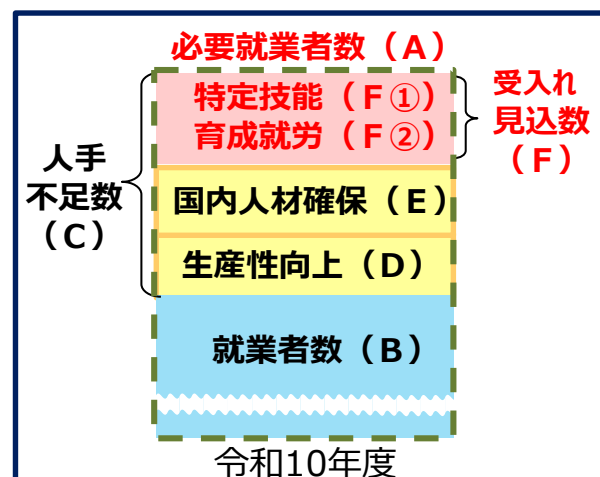 必要就業者数（A）
特定技能（F①）
育成就労（F②）
受入れ
見込数
（F）
人手
不足数
（C）
国内人材確保（E）
生産性向上（D）
就業者数（B）
令和10年度